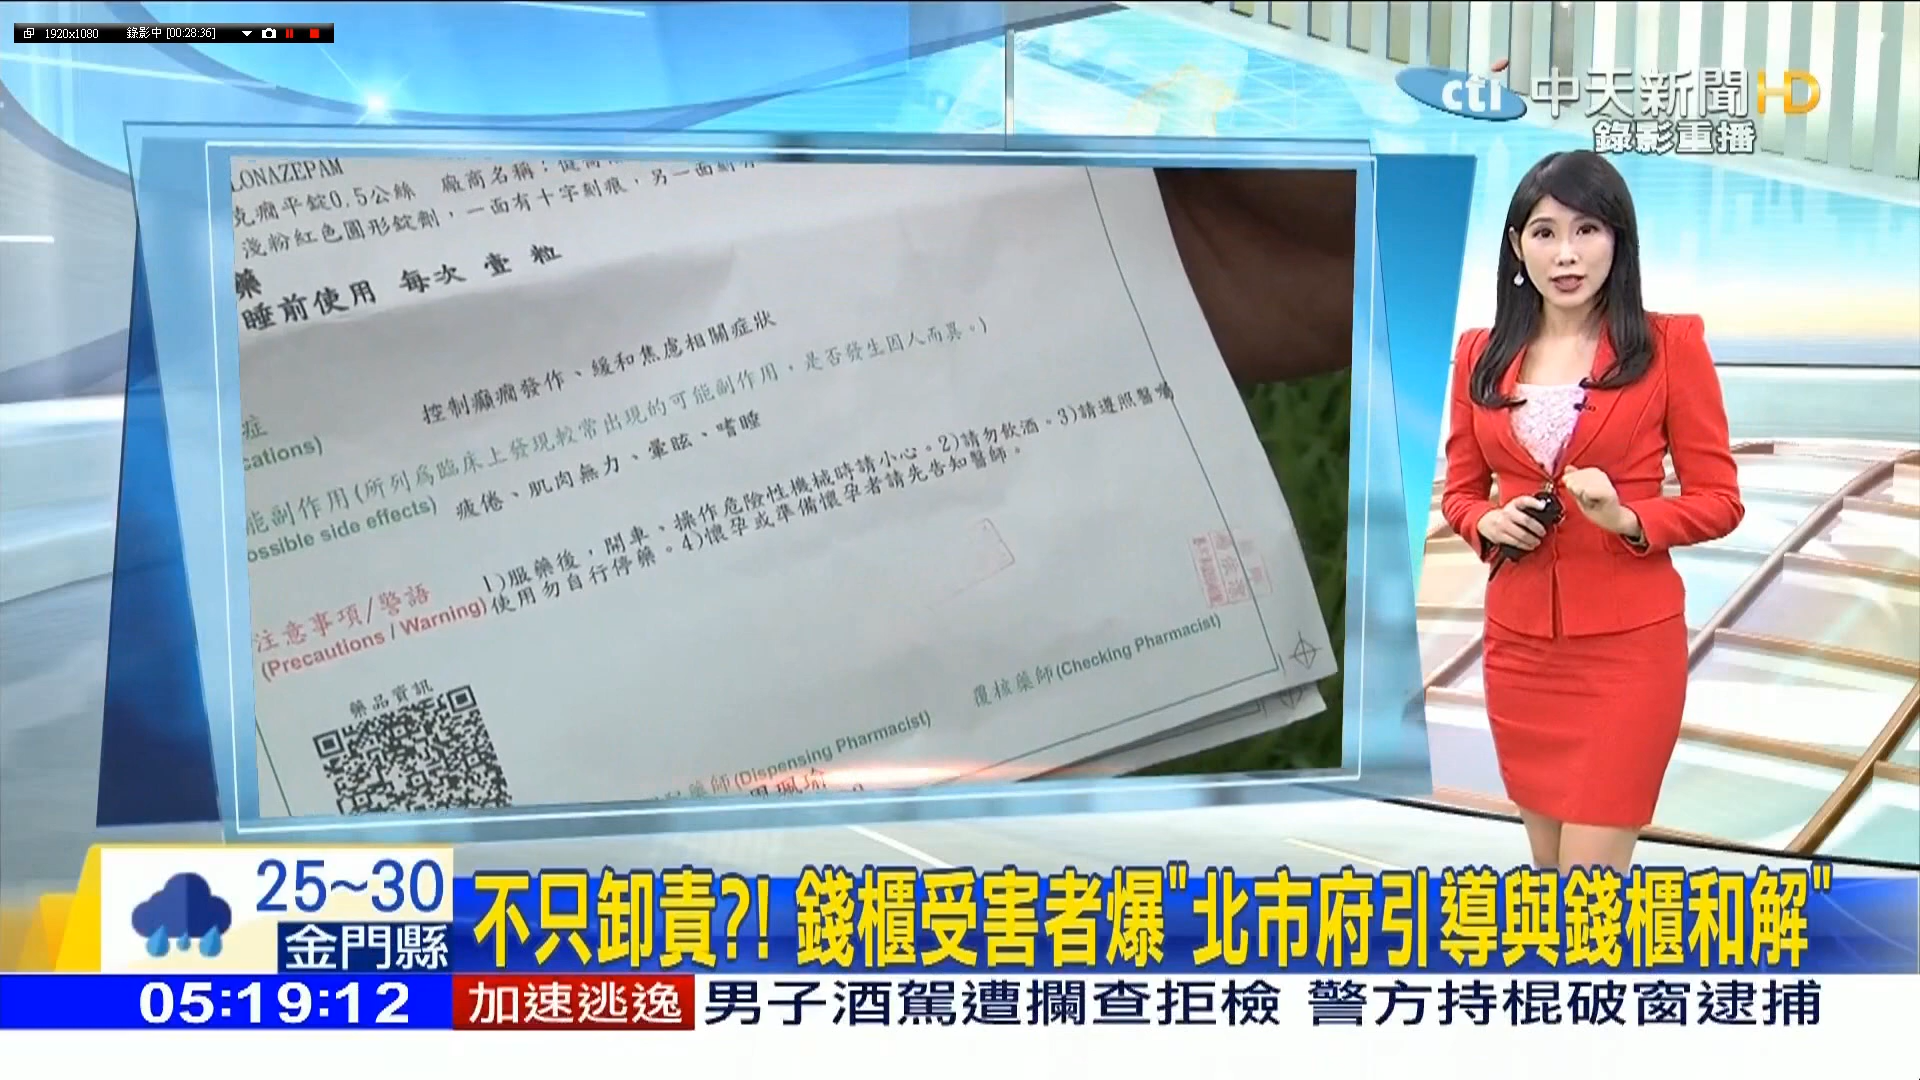 1920x1080 錄影中 [00:28:36]
cti 中天新聞HD
錄影重播
LONAZEPAM
克癇平錠0.5公絲 廠商名稱：健喬
淺粉紅色圓形錠劑，一面有十字刻痕，另一面刻
藥
睡前使用 每次 壹 粒
症
控制癲癇發作、緩和焦慮相關症狀
cations)
能副作用(所列為臨床上發現較常出現的可能副作用，是否發生因人而異。)
ossible side effects)
疲倦、肌肉無力、暈眩、嗜睡
注意事項/警語
1)服藥後，開車、操作危險性機械時請小心。2)請勿飲酒。3)請遵照醫囑
(Precautions / Warning)
使用勿自行停藥。4)懷孕或準備懷孕者請先告知醫師。
藥品資訊
藥師(Dispensing Pharmacist)
覆核藥師(Checking Pharmacist)
25~30
金門縣
不只卸責?! 錢櫃受害者爆"北市府引導與錢櫃和解"
05:19:12
加速逃逸 男子酒駕遭攔查拒檢 警方持棍破窗逮捕